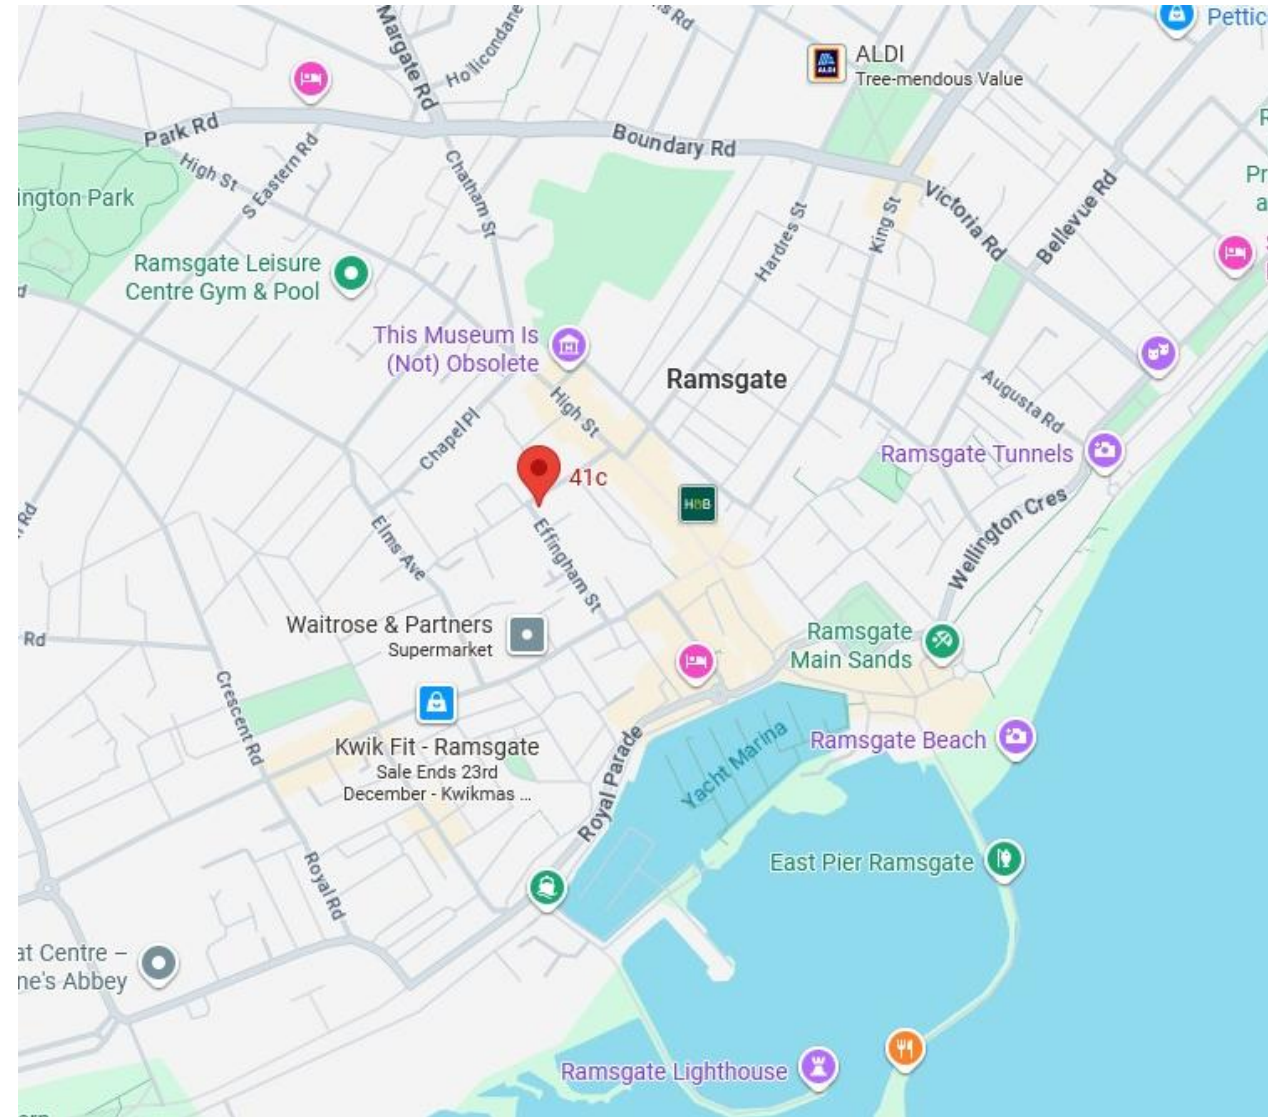 Margate Rd
Hollicondane
ns Rd
Pettic
ALDI
Tree-mendous Value
Park Rd
High St
S Eastern Rd
Boundary Rd
Chatham St
ington Park
Victoria Rd
Bellevue Rd
Hardres St
King St
Pr
a
Ramsgate Leisure
Centre Gym & Pool
This Museum Is
(Not) Obsolete
Ramsgate
High St
Augusta Rd
Chapel Pl
Ramsgate Tunnels
41c
H&B
Rd
Elms Ave
Effingham St
Wellington Cres
Waitrose & Partners
Supermarket
Rd
Ramsgate
Main Sands
Crescent Rd
Kwik Fit - Ramsgate
Sale Ends 23rd
December - Kwikmas ...
Royal Parade
Yacht Marina
Ramsgate Beach
East Pier Ramsgate
Royal Rd
at Centre –
ne's Abbey
Ramsgate Lighthouse